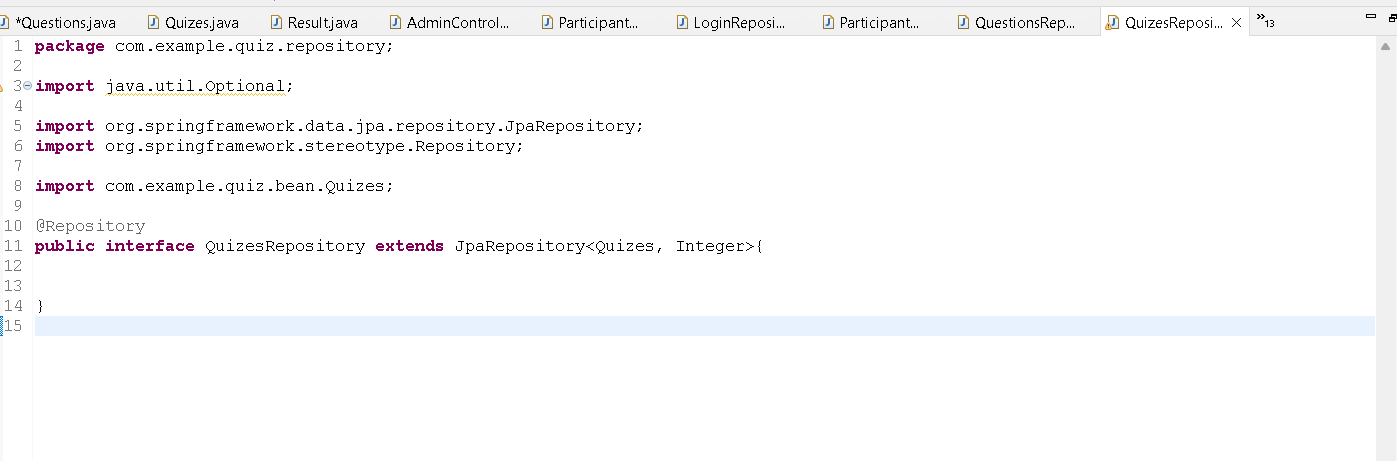 *Questions.java Quizes.java Result.java AdminControl... Participant... LoginReposi... Participant... QuestionsRep... QuizesReposi... »13
1 package com.example.quiz.repository;
2
3 import java.util.Optional;
4
5 import org.springframework.data.jpa.repository.JpaRepository;
6 import org.springframework.stereotype.Repository;
7
8 import com.example.quiz.bean.Quizes;
9
10 @Repository
11 public interface QuizesRepository extends JpaRepository<Quizes, Integer>{
12
13
14 }
15